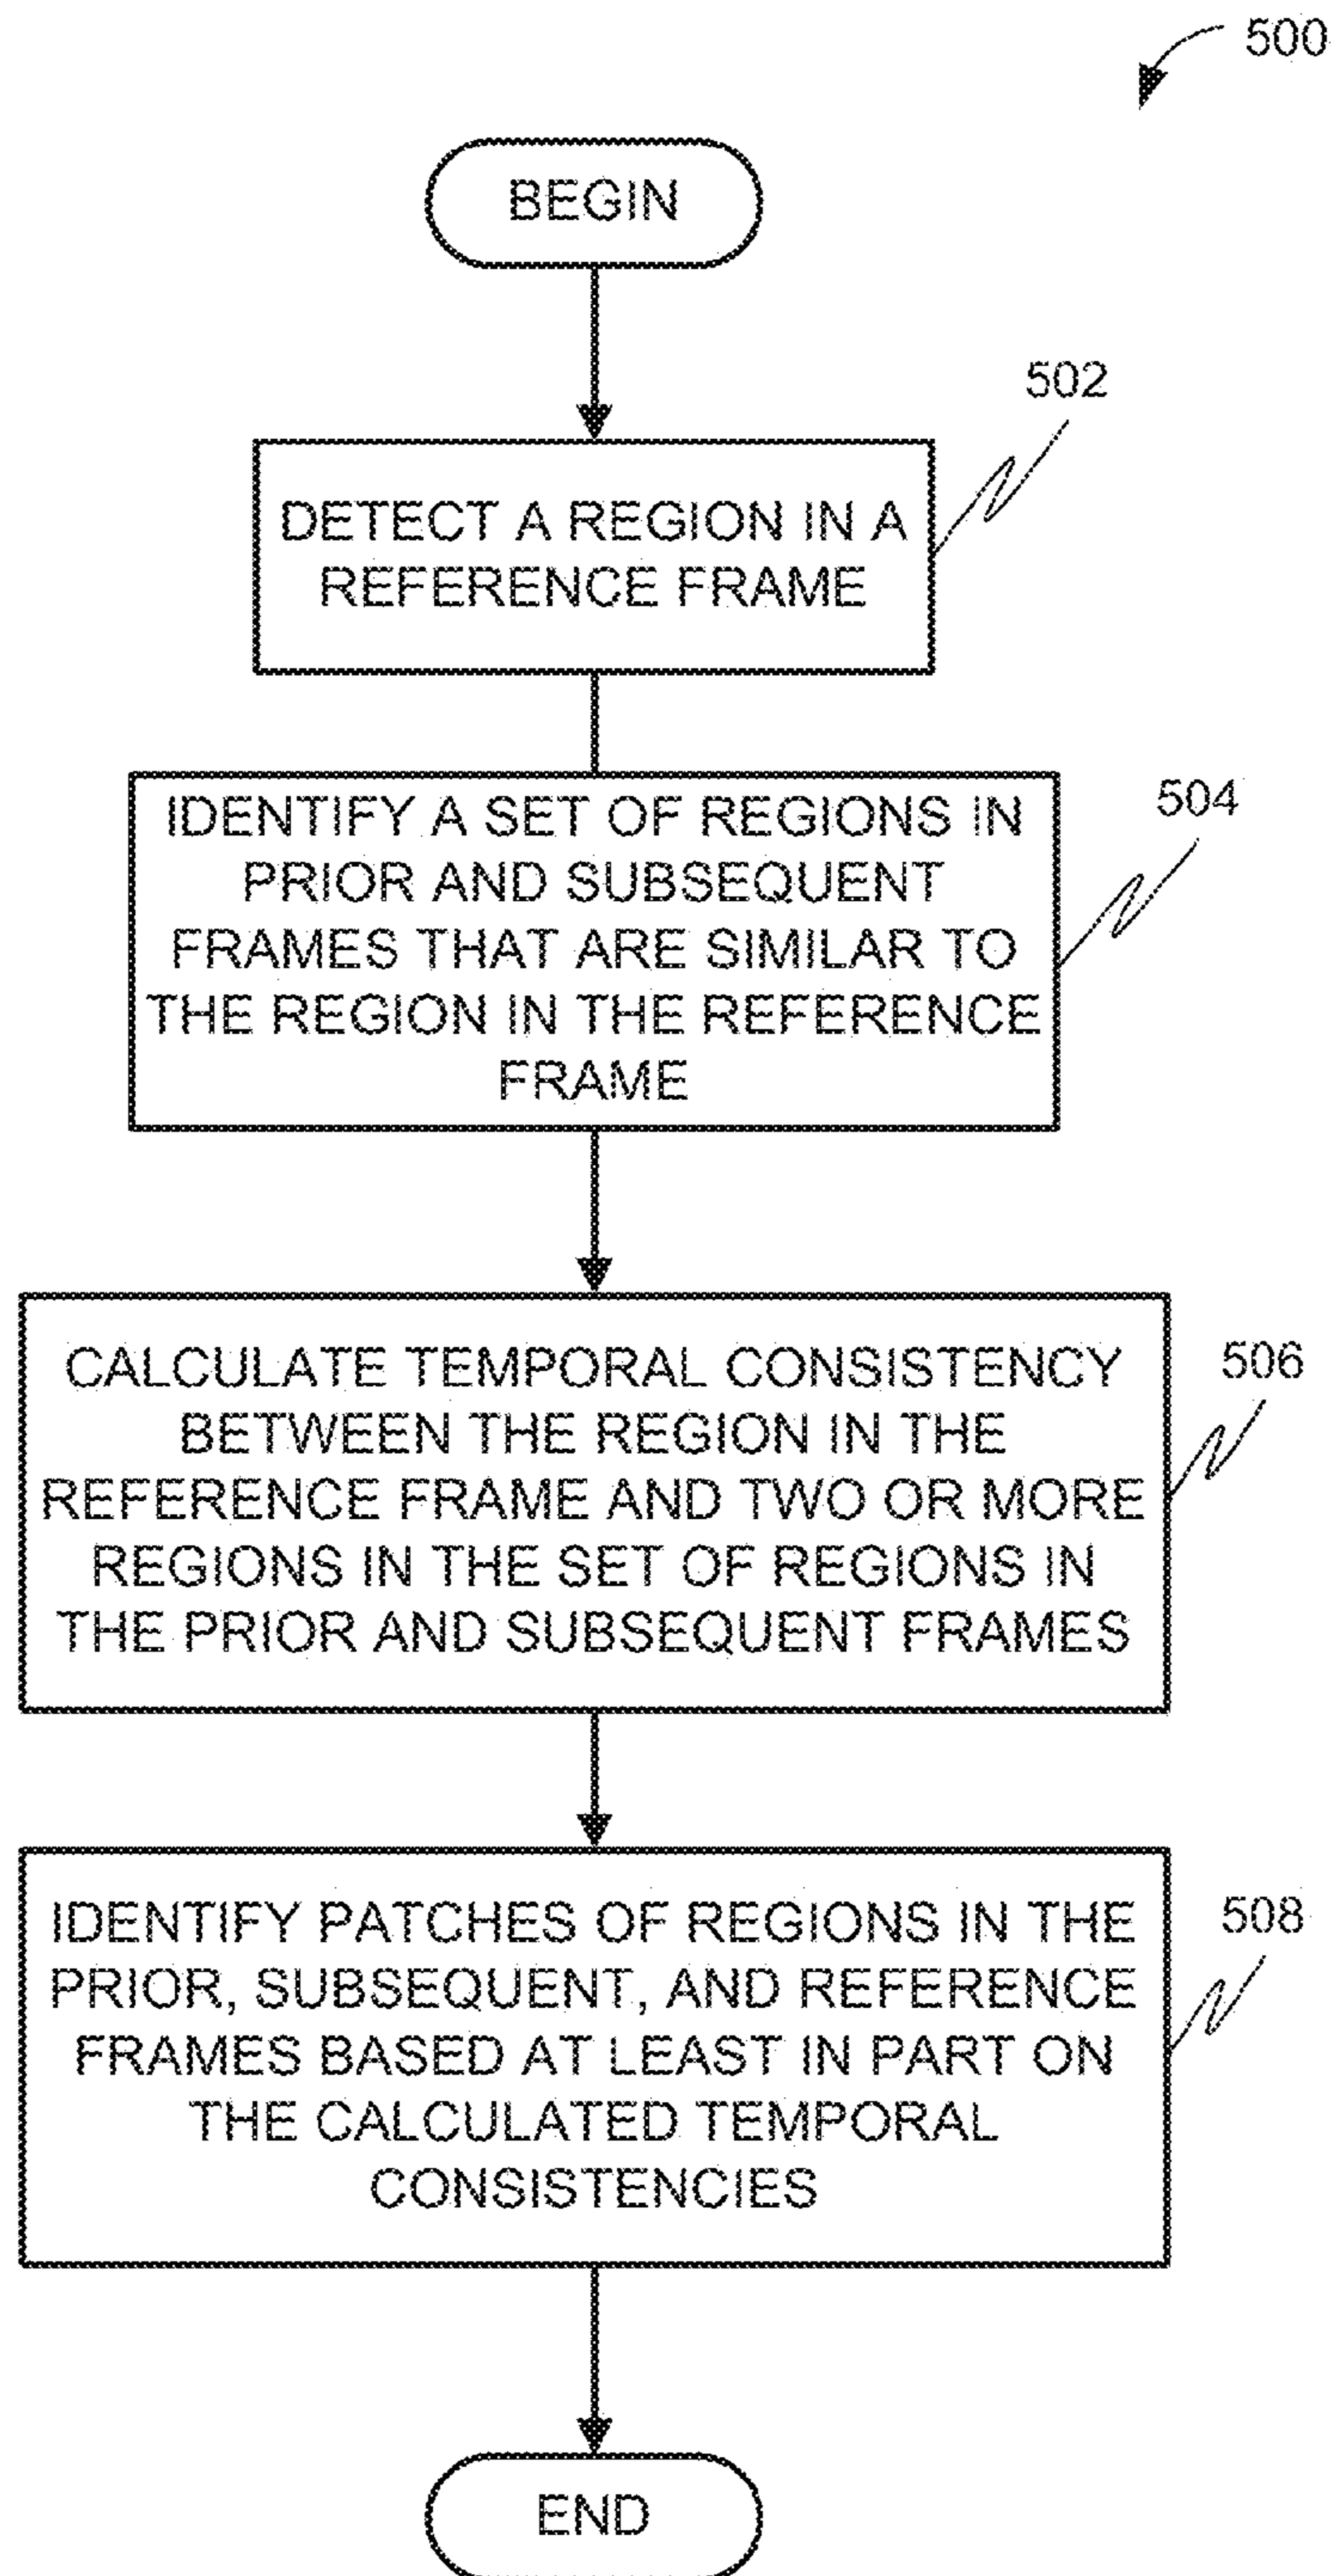 500
BEGIN
502
DETECT A REGION IN A
REFERENCE FRAME
504
IDENTIFY A SET OF REGIONS IN
PRIOR AND SUBSEQUENT
FRAMES THAT ARE SIMILAR TO
THE REGION IN THE REFERENCE
FRAME
506
CALCULATE TEMPORAL CONSISTENCY
BETWEEN THE REGION IN THE
REFERENCE FRAME AND TWO OR MORE
REGIONS IN THE SET OF REGIONS IN
THE PRIOR AND SUBSEQUENT FRAMES
508
IDENTIFY PATCHES OF REGIONS IN THE
PRIOR, SUBSEQUENT, AND REFERENCE
FRAMES BASED AT LEAST IN PART ON
THE CALCULATED TEMPORAL
CONSISTENCIES
END